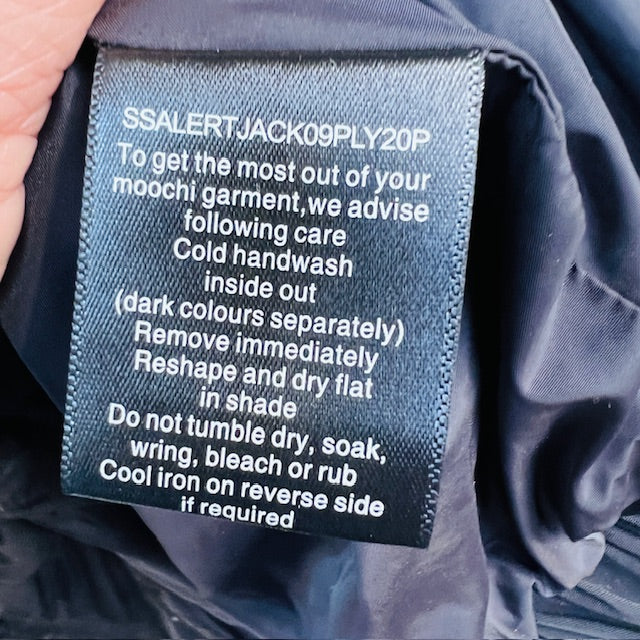 SSALERTJACK09PLY20P
To get the most out of your
moochi garment,we advise
following care
Cold handwash
inside out
(dark colours separately)
Remove immediately
Reshape and dry flat
in shade
Do not tumble dry, soak,
wring, bleach or rub
Cool iron on reverse side
if required